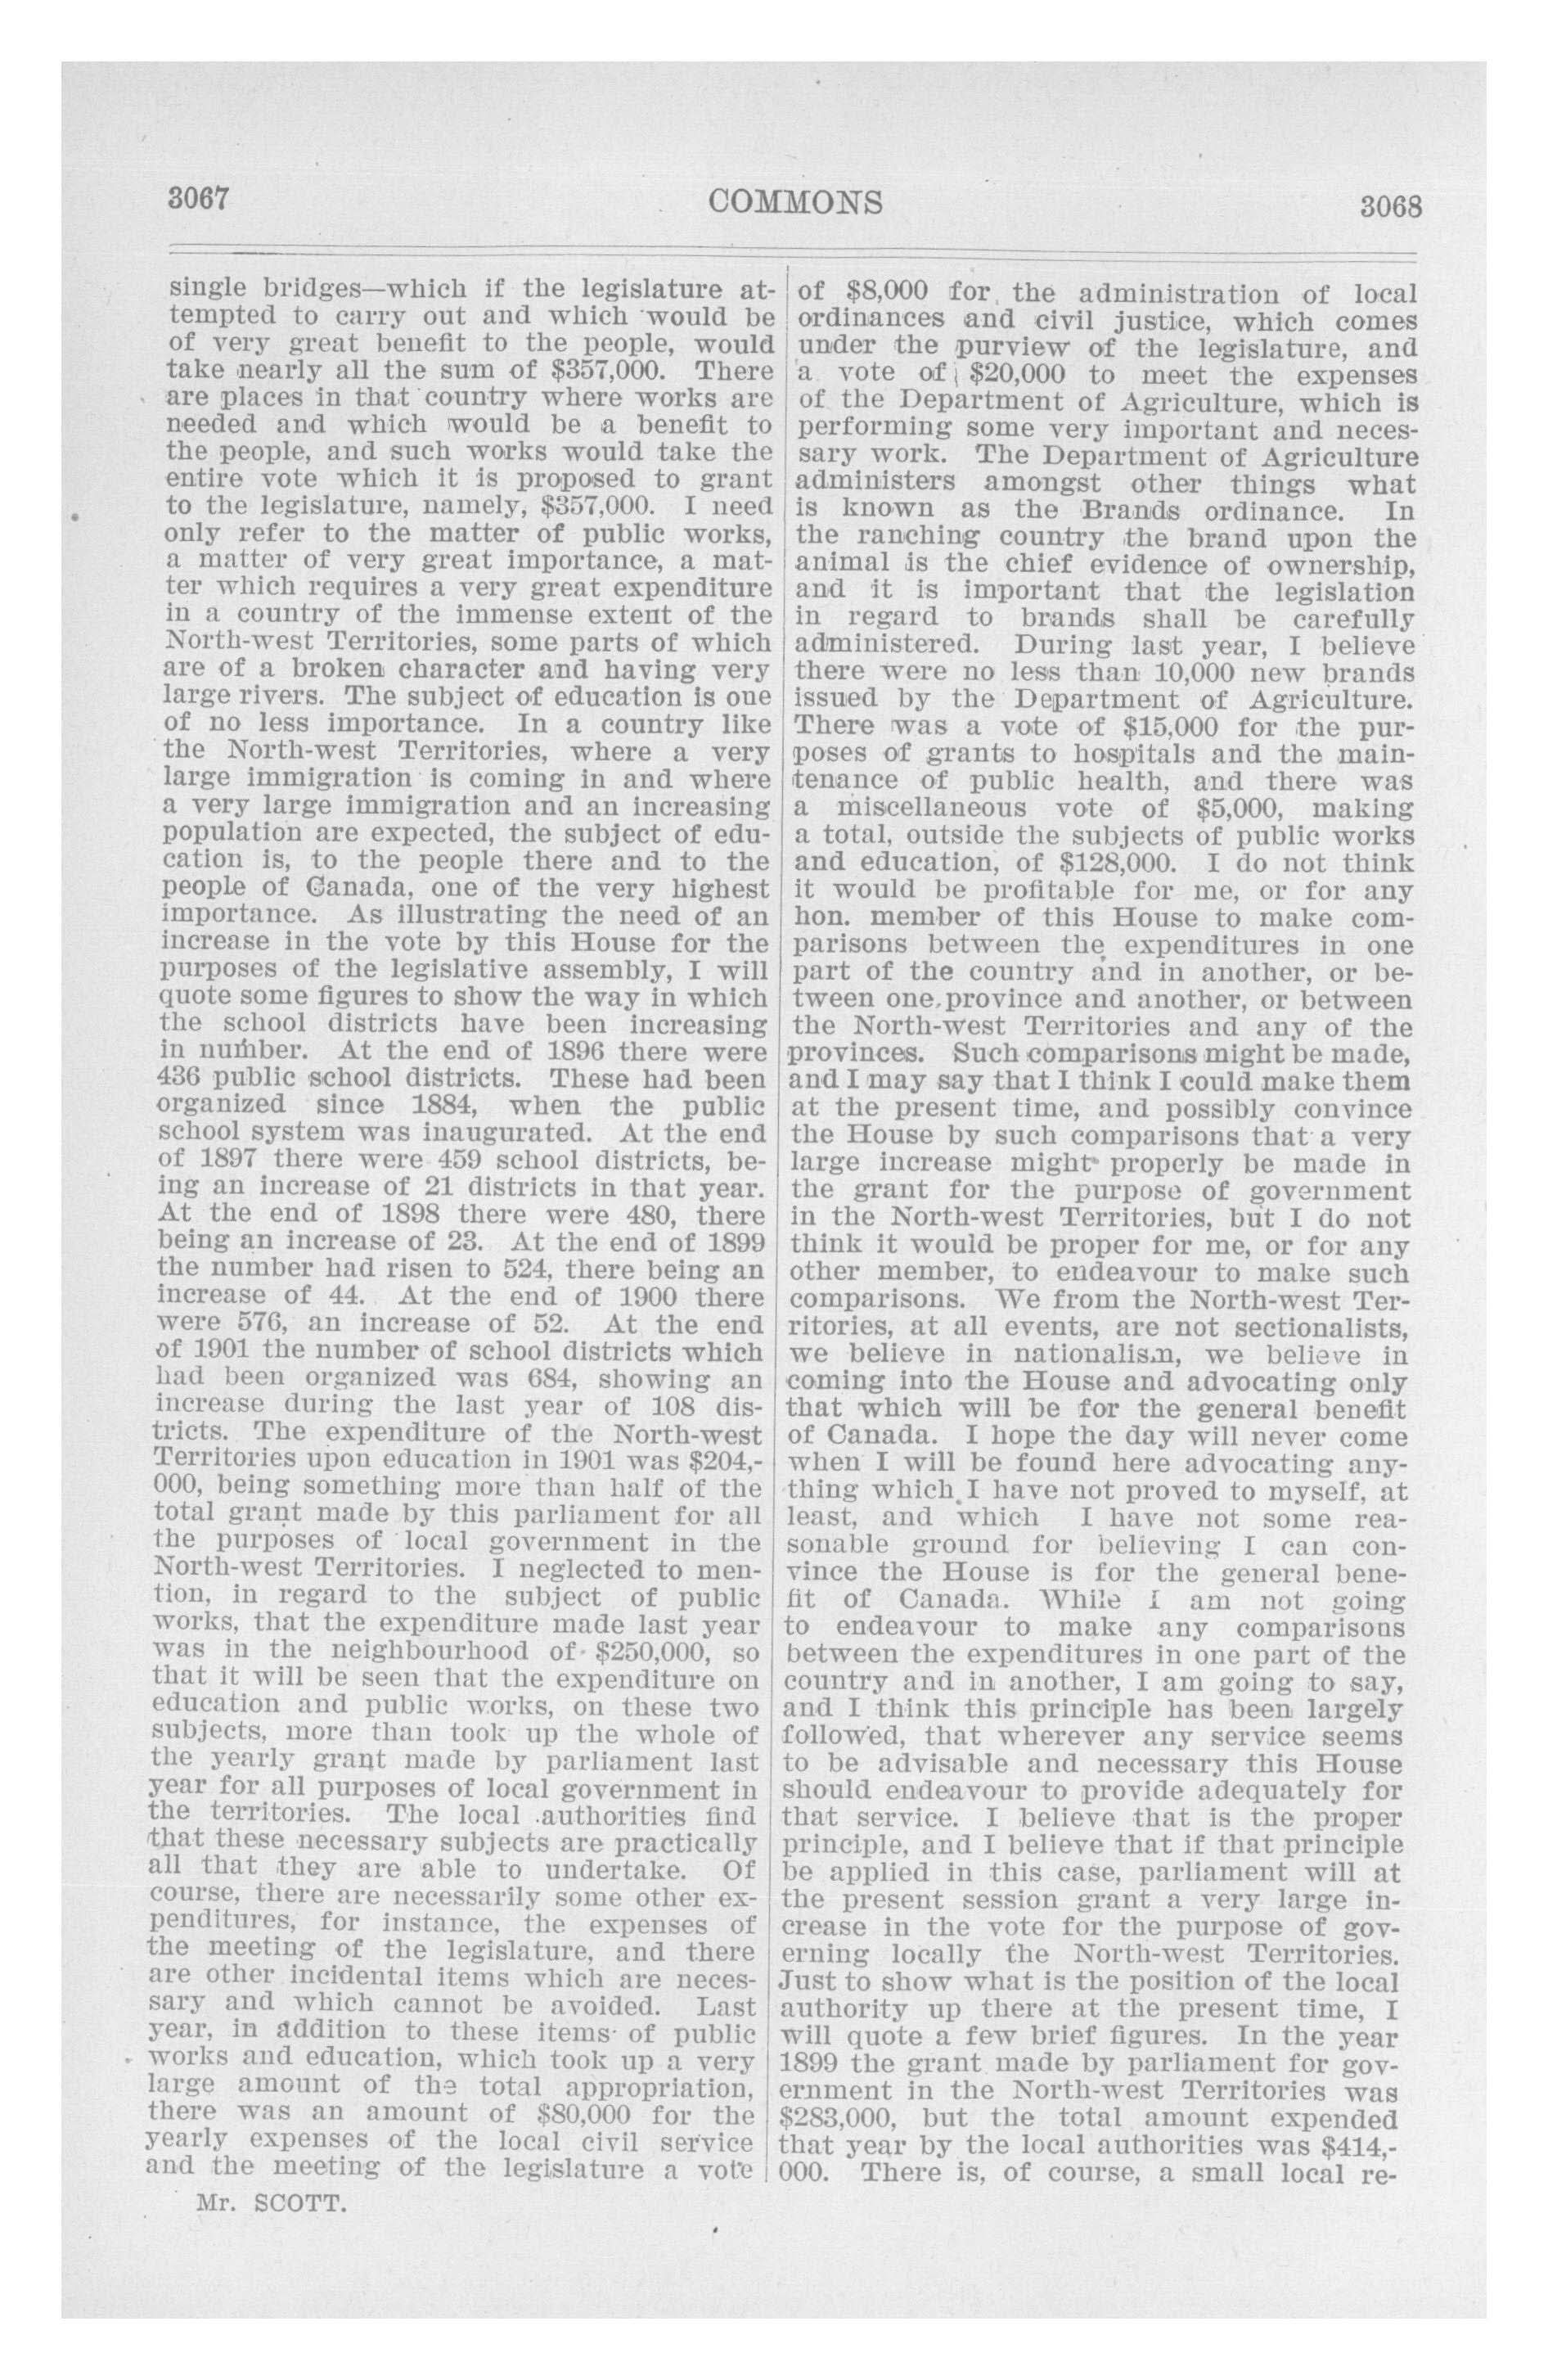 3067
COMMONS
3068
single bridges—which if the legislature at-
tempted to carry out and which would be
of very great benefit to the people, would
take nearly all the sum of $357,000. There
are places in that country where works are
needed and which would be a benefit to
the people, and such works would take the
entire vote which it is proposed to grant
to the legislature, namely, $357,000. I need
only refer to the matter of public works,
a matter of very great importance, a mat-
ter which requires a very great expenditure
in a country of the immense extent of the
North-west Territories, some parts of which
are of a broken character and having very
large rivers. The subject of education is one
of no less importance. In a country like
the North-west Territories, where a very
large immigration is coming in and where
a very large immigration and an increasing
population are expected, the subject of edu-
cation is, to the people there and to the
people of Canada, one of the very highest
importance. As illustrating the need of an
increase in the vote by this House for the
purposes of the legislative assembly, I will
quote some figures to show the way in which
the school districts have been increasing
in number. At the end of 1896 there were
436 public school districts. These had been
organized since 1884, when the public
school system was inaugurated. At the end
of 1897 there were 459 school districts, be-
ing an increase of 21 districts in that year.
At the end of 1898 there were 480, there
being an increase of 23. At the end of 1899
the number had risen to 524, there being an
increase of 44. At the end of 1900 there
were 576, an increase of 52. At the end
of 1901 the number of school districts which
had been organized was 684, showing an
increase during the last year of 108 dis-
tricts. The expenditure of the North-west
Territories upon education in 1901 was $204,-
000, being something more than half of the
total grant made by this parliament for all
the purposes of local government in the
North-west Territories. I neglected to men-
tion, in regard to the subject of public
works, that the expenditure made last year
was in the neighbourhood of $250,000, so
that it will be seen that the expenditure on
education and public works, on these two
subjects, more than took up the whole of
the yearly grant made by parliament last
year for all purposes of local government in
the territories. The local authorities find
that these necessary subjects are practically
all that they are able to undertake. Of
course, there are necessarily some other ex-
penditures, for instance, the expenses of
the meeting of the legislature, and there
are other incidental items which are neces-
sary and which cannot be avoided. Last
year, in addition to these items of public
works and education, which took up a very
large amount of the total appropriation,
there was an amount of $80,000 for the
yearly expenses of the local civil service
and the meeting of the legislature a vote
Mr. SCOTT.
of $8,000 for the administration of local
ordinances and civil justice, which comes
under the purview of the legislature, and
a vote of $20,000 to meet the expenses
of the Department of Agriculture, which is
performing some very important and neces-
sary work. The Department of Agriculture
administers amongst other things what
is known as the Brands ordinance. In
the ranching country the brand upon the
animal is the chief evidence of ownership,
and it is important that the legislation
in regard to brands shall be carefully
administered. During last year, I believe
there were no less than 10,000 new brands
issued by the Department of Agriculture.
There was a vote of $15,000 for the pur-
poses of grants to hospitals and the main-
tenance of public health, and there was
a miscellaneous vote of $5,000, making
a total, outside the subjects of public works
and education, of $128,000. I do not think
it would be profitable for me, or for any
hon. member of this House to make com-
parisons between the expenditures in one
part of the country and in another, or be-
tween one province and another, or between
the North-west Territories and any of the
provinces. Such comparisons might be made,
and I may say that I think I could make them
at the present time, and possibly convince
the House by such comparisons that a very
large increase might properly be made in
the grant for the purpose of government
in the North-west Territories, but I do not
think it would be proper for me, or for any
other member, to endeavour to make such
comparisons. We from the North-west Ter-
ritories, at all events, are not sectionalists,
we believe in nationalism, we believe in
coming into the House and advocating only
that which will be for the general benefit
of Canada. I hope the day will never come
when I will be found here advocating any-
thing which I have not proved to myself, at
least, and which I have not some rea-
sonable ground for believing I can con-
vince the House is for the general bene-
fit of Canada. While I am not going
to endeavour to make any comparisons
between the expenditures in one part of the
country and in another, I am going to say,
and I think this principle has been largely
followed, that wherever any service seems
to be advisable and necessary this House
should endeavour to provide adequately for
that service. I believe that is the proper
principle, and I believe that if that principle
be applied in this case, parliament will at
the present session grant a very large in-
crease in the vote for the purpose of gov-
erning locally the North-west Territories.
Just to show what is the position of the local
authority up there at the present time, I
will quote a few brief figures. In the year
1899 the grant made by parliament for gov-
ernment in the North-west Territories was
$283,000, but the total amount expended
that year by the local authorities was $414,-
000. There is, of course, a small local re-